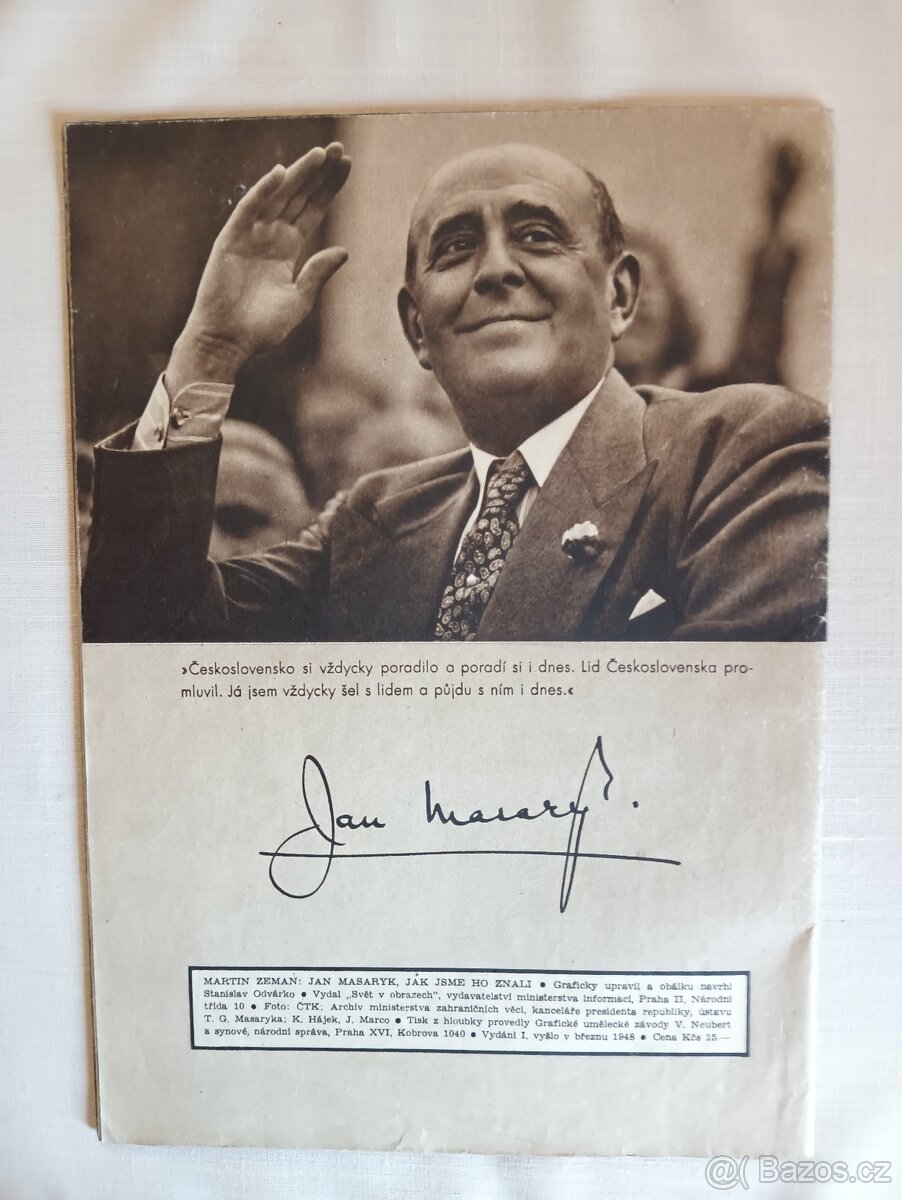 »Československo si vždycky poradilo a poradí si i dnes. Lid Československa pro-
mluvil. Já jsem vždycky šel s lidem a půjdu s ním i dnes.«
Jan Masaryk.
MARTIN ZEMAN: JAN MASARYK, JAK JSME HO ZNALI ● Graficky upravil a obálku navrhl
Stanislav Odvárko ● Vydal „Svět v obrazech", vydavatelství ministerstva informací, Praha II, Národní
třída 10 ● Foto: ČTK; Archiv ministerstva zahraničních věcí, kanceláře presidenta republiky, ústavu
T. G. Masaryka; K. Hájek, J. Marco ● Tisk z hloubky provedly Grafické umělecké závody V. Neubert
a synové, národní správa, Praha XVI, Kobrova 1040 ● Vydání I, vyšlo v březnu 1948 ● Cena Kčs 15.—
@( Bazos.cz